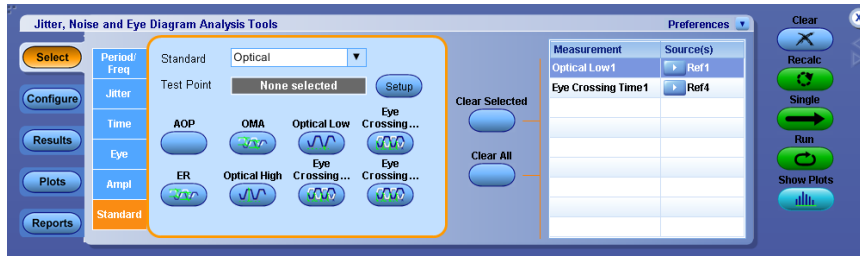 Jitter, Noise and Eye Diagram Analysis Tools
Preferences
Clear
Select
Configure
Results
Plots
Reports
Period/
Freq
Jitter
Time
Eye
Ampl
Standard
Standard
Optical
Test Point
None selected
Setup
AOP
OMA
Optical Low
Eye
Crossing...
ER
Optical High
Eye
Crossing...
Eye
Crossing...
Clear Selected
Clear All
Measurement
Source(s)
Optical Low1
Ref1
Eye Crossing Time1
Ref4
Recalc
Single
Run
Show Plots